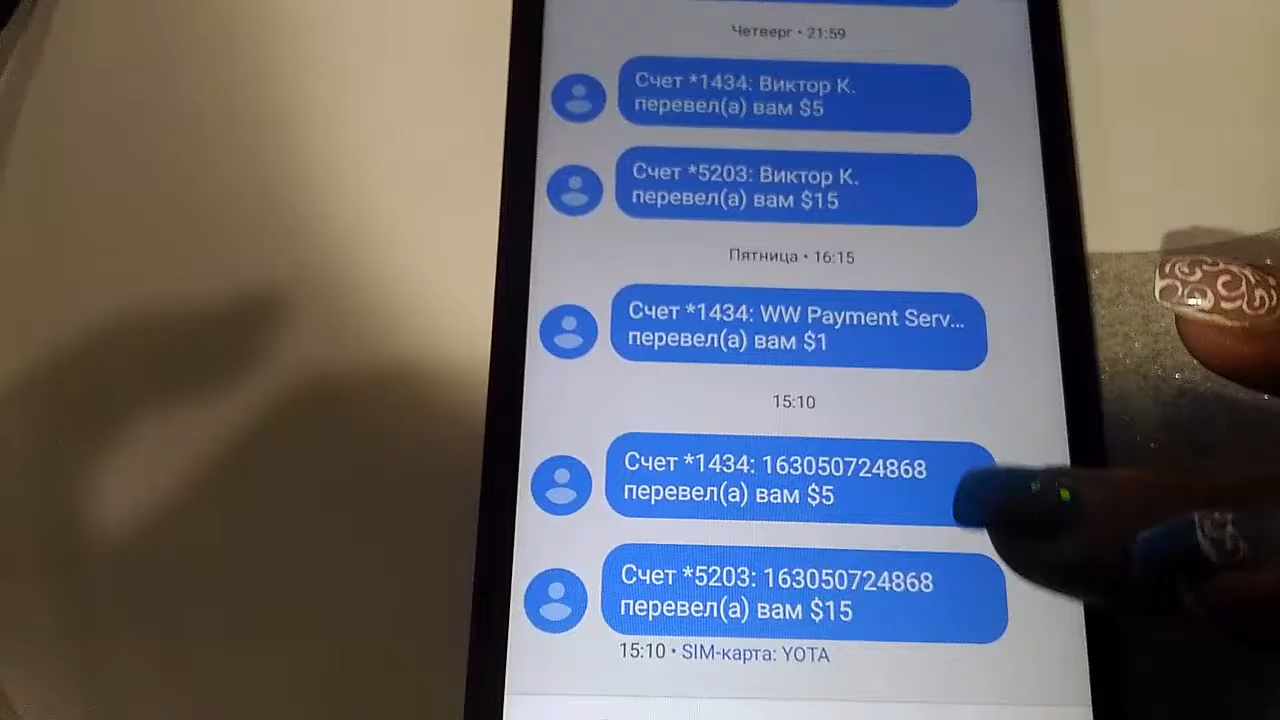 Четверг • 21:59
Счет *1434: Виктор К.
перевел(а) вам $5
Счет *5203: Виктор К.
перевел(а) вам $15
Пятница • 16:15
Счет *1434: WW Payment Serv...
перевел(а) вам $1
15:10
Счет *1434: 163050724868
перевел(а) вам $5
Счет *5203: 163050724868
перевел(а) вам $15
15:10 • SIM-карта: YOTA